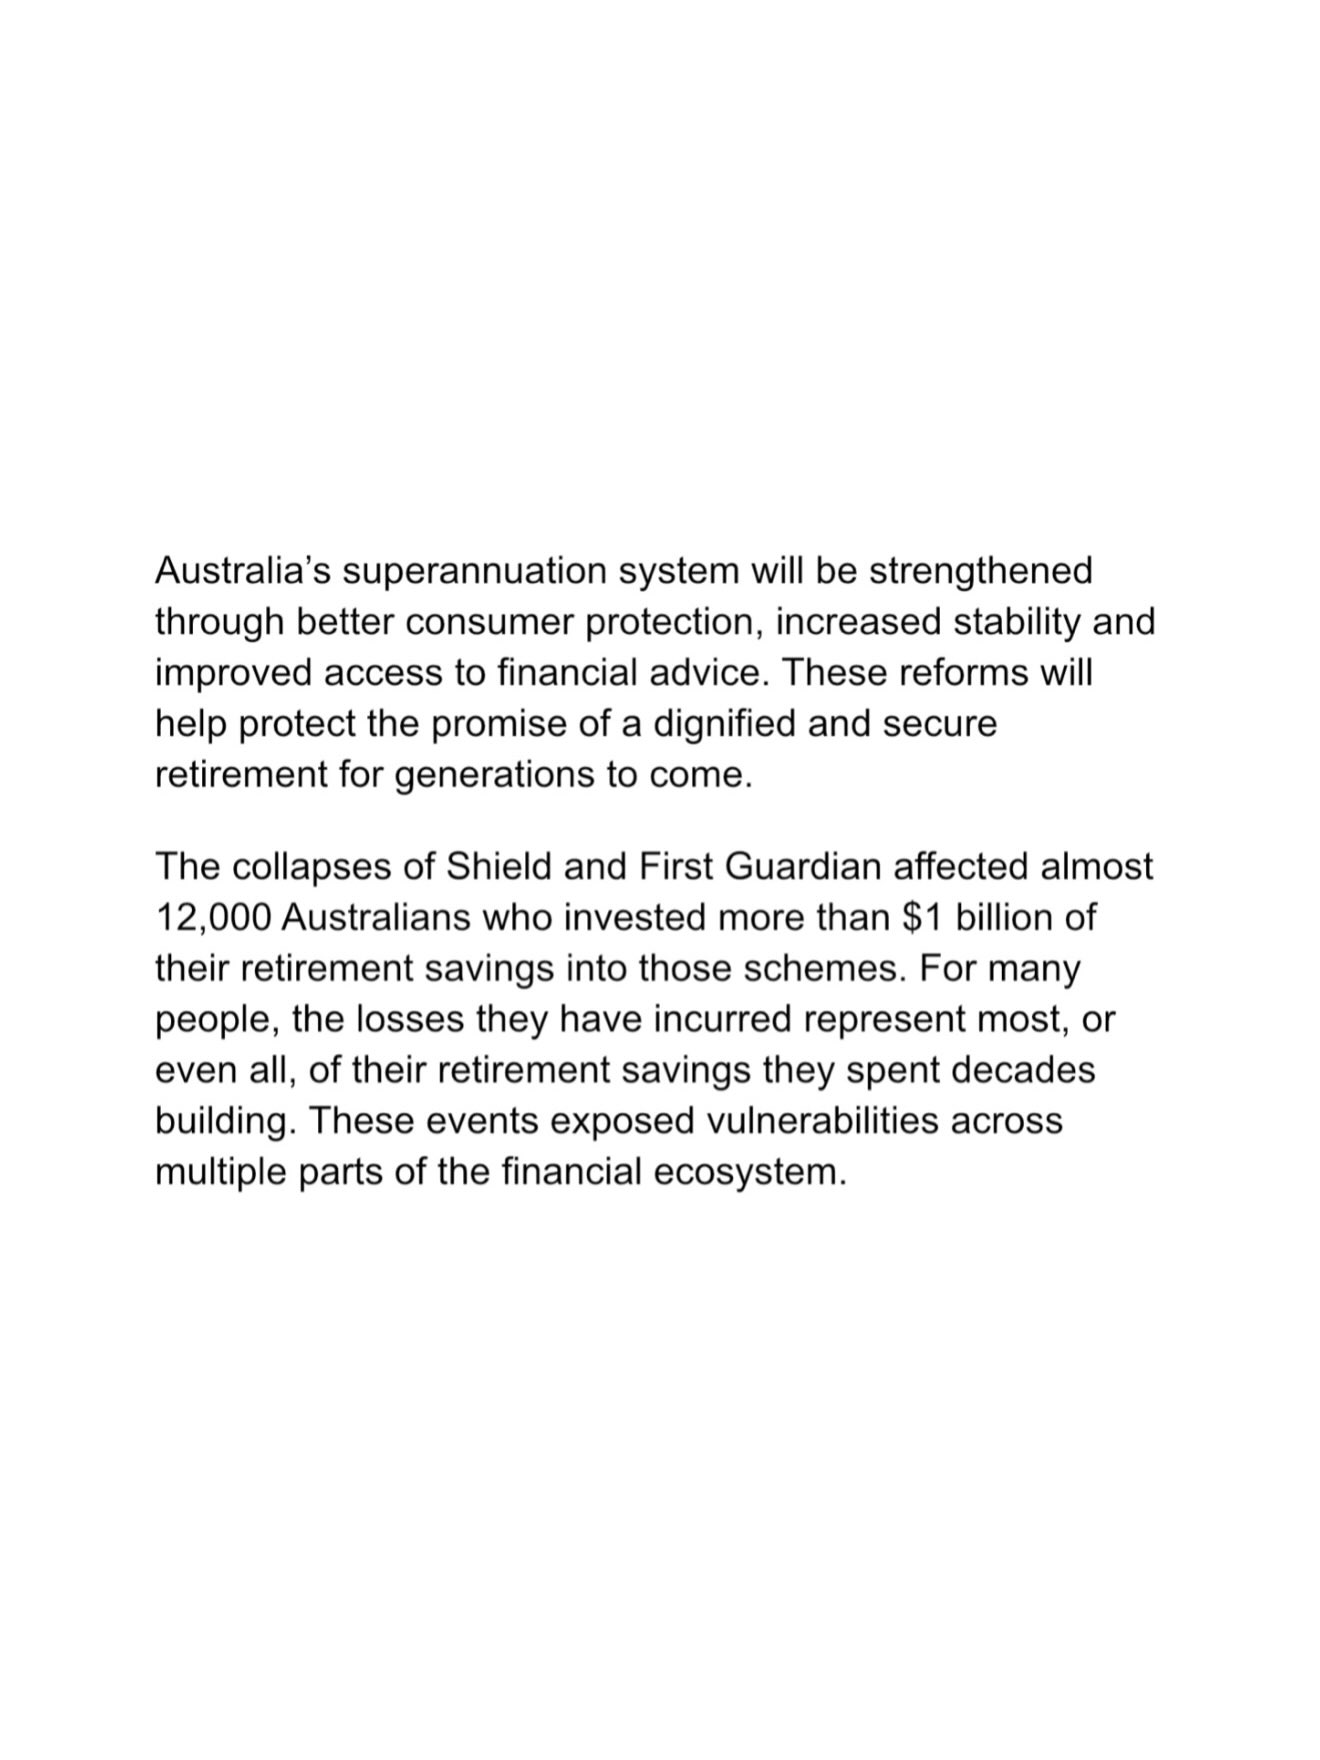 Australia’s superannuation system will be strengthened
through better consumer protection, increased stability and
improved access to financial advice. These reforms will
help protect the promise of a dignified and secure
retirement for generations to come.
The collapses of Shield and First Guardian affected almost
12,000 Australians who invested more than $1 billion of
their retirement savings into those schemes. For many
people, the losses they have incurred represent most, or
even all, of their retirement savings they spent decades
building. These events exposed vulnerabilities across
multiple parts of the financial ecosystem.